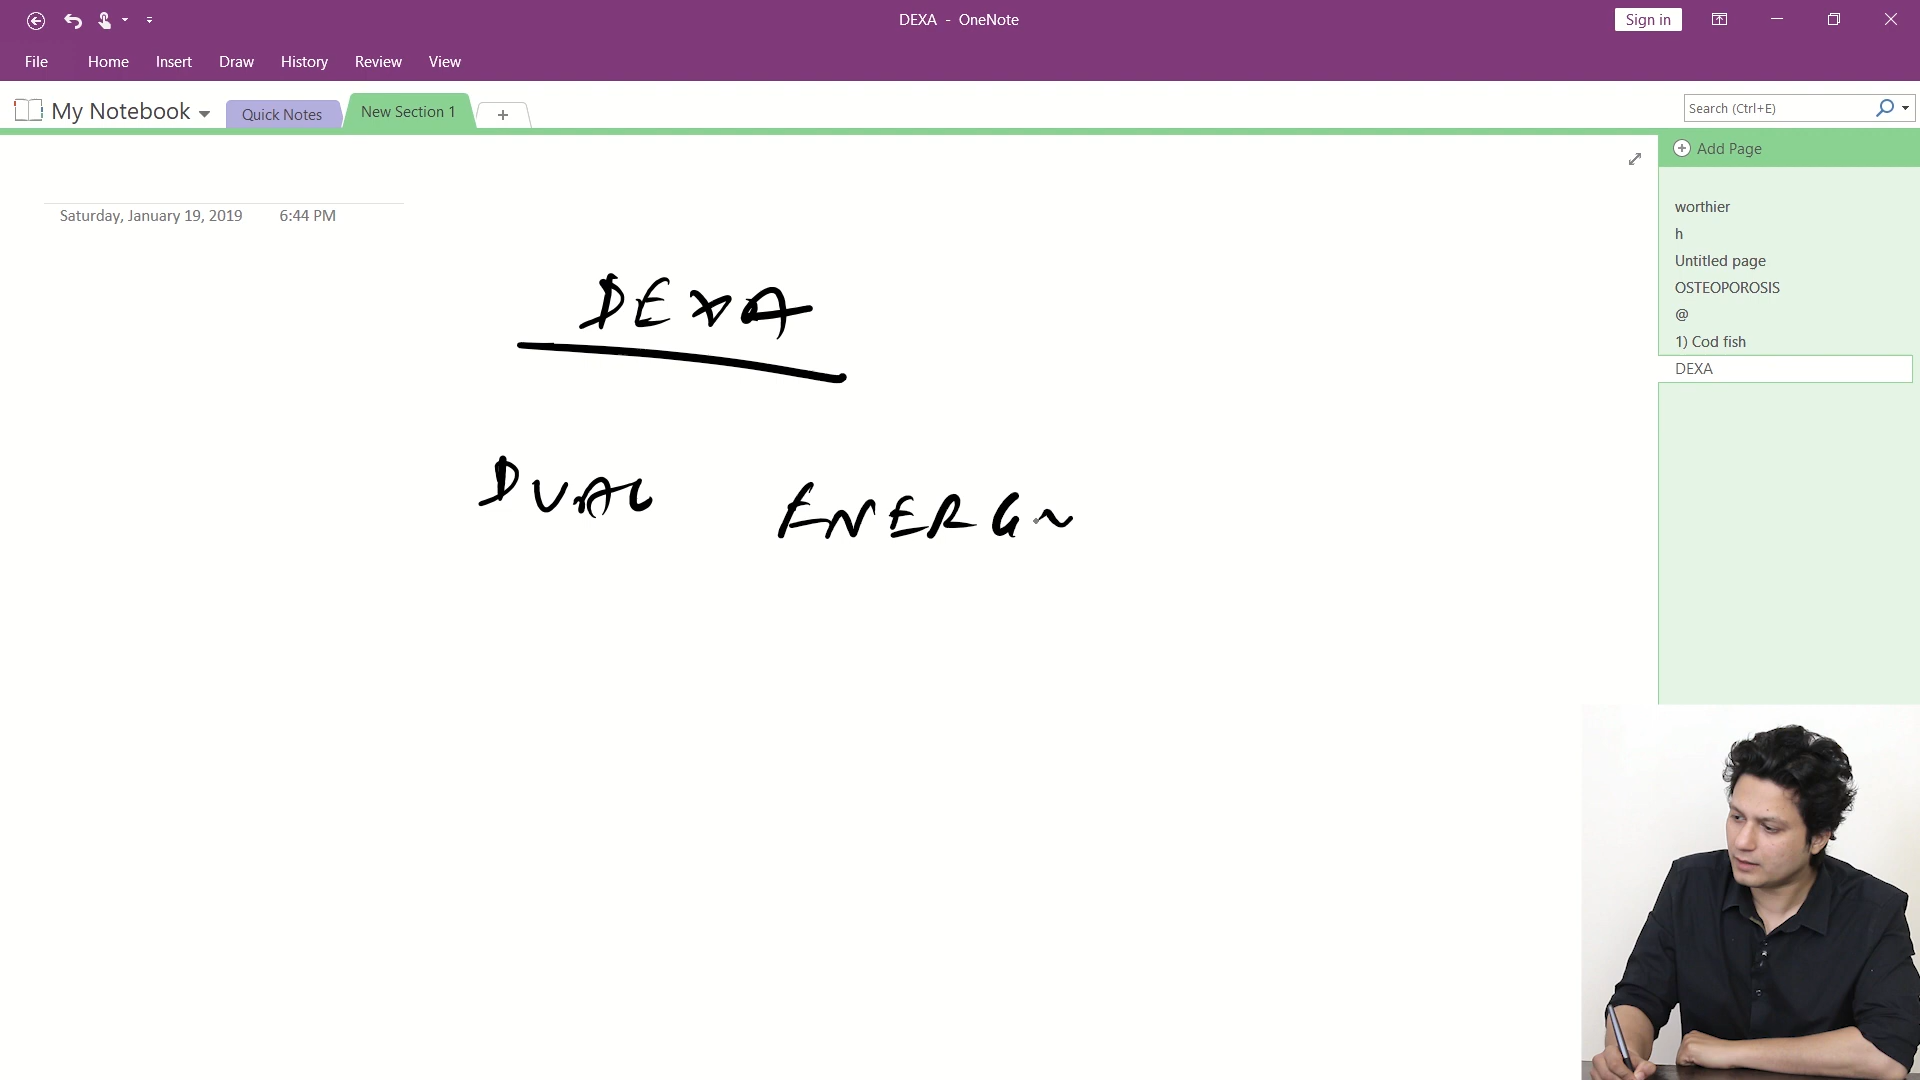 DEXA - OneNote
Sign in
File Home Insert Draw History Review View
My Notebook Quick Notes New Section 1 +
Search (Ctrl+E)
Add Page
Saturday, January 19, 2019 6:44 PM
worthier
h
Untitled page
OSTEOPOROSIS
@
1) Cod fish
DEXA
DEXA
DUAL ENERGY